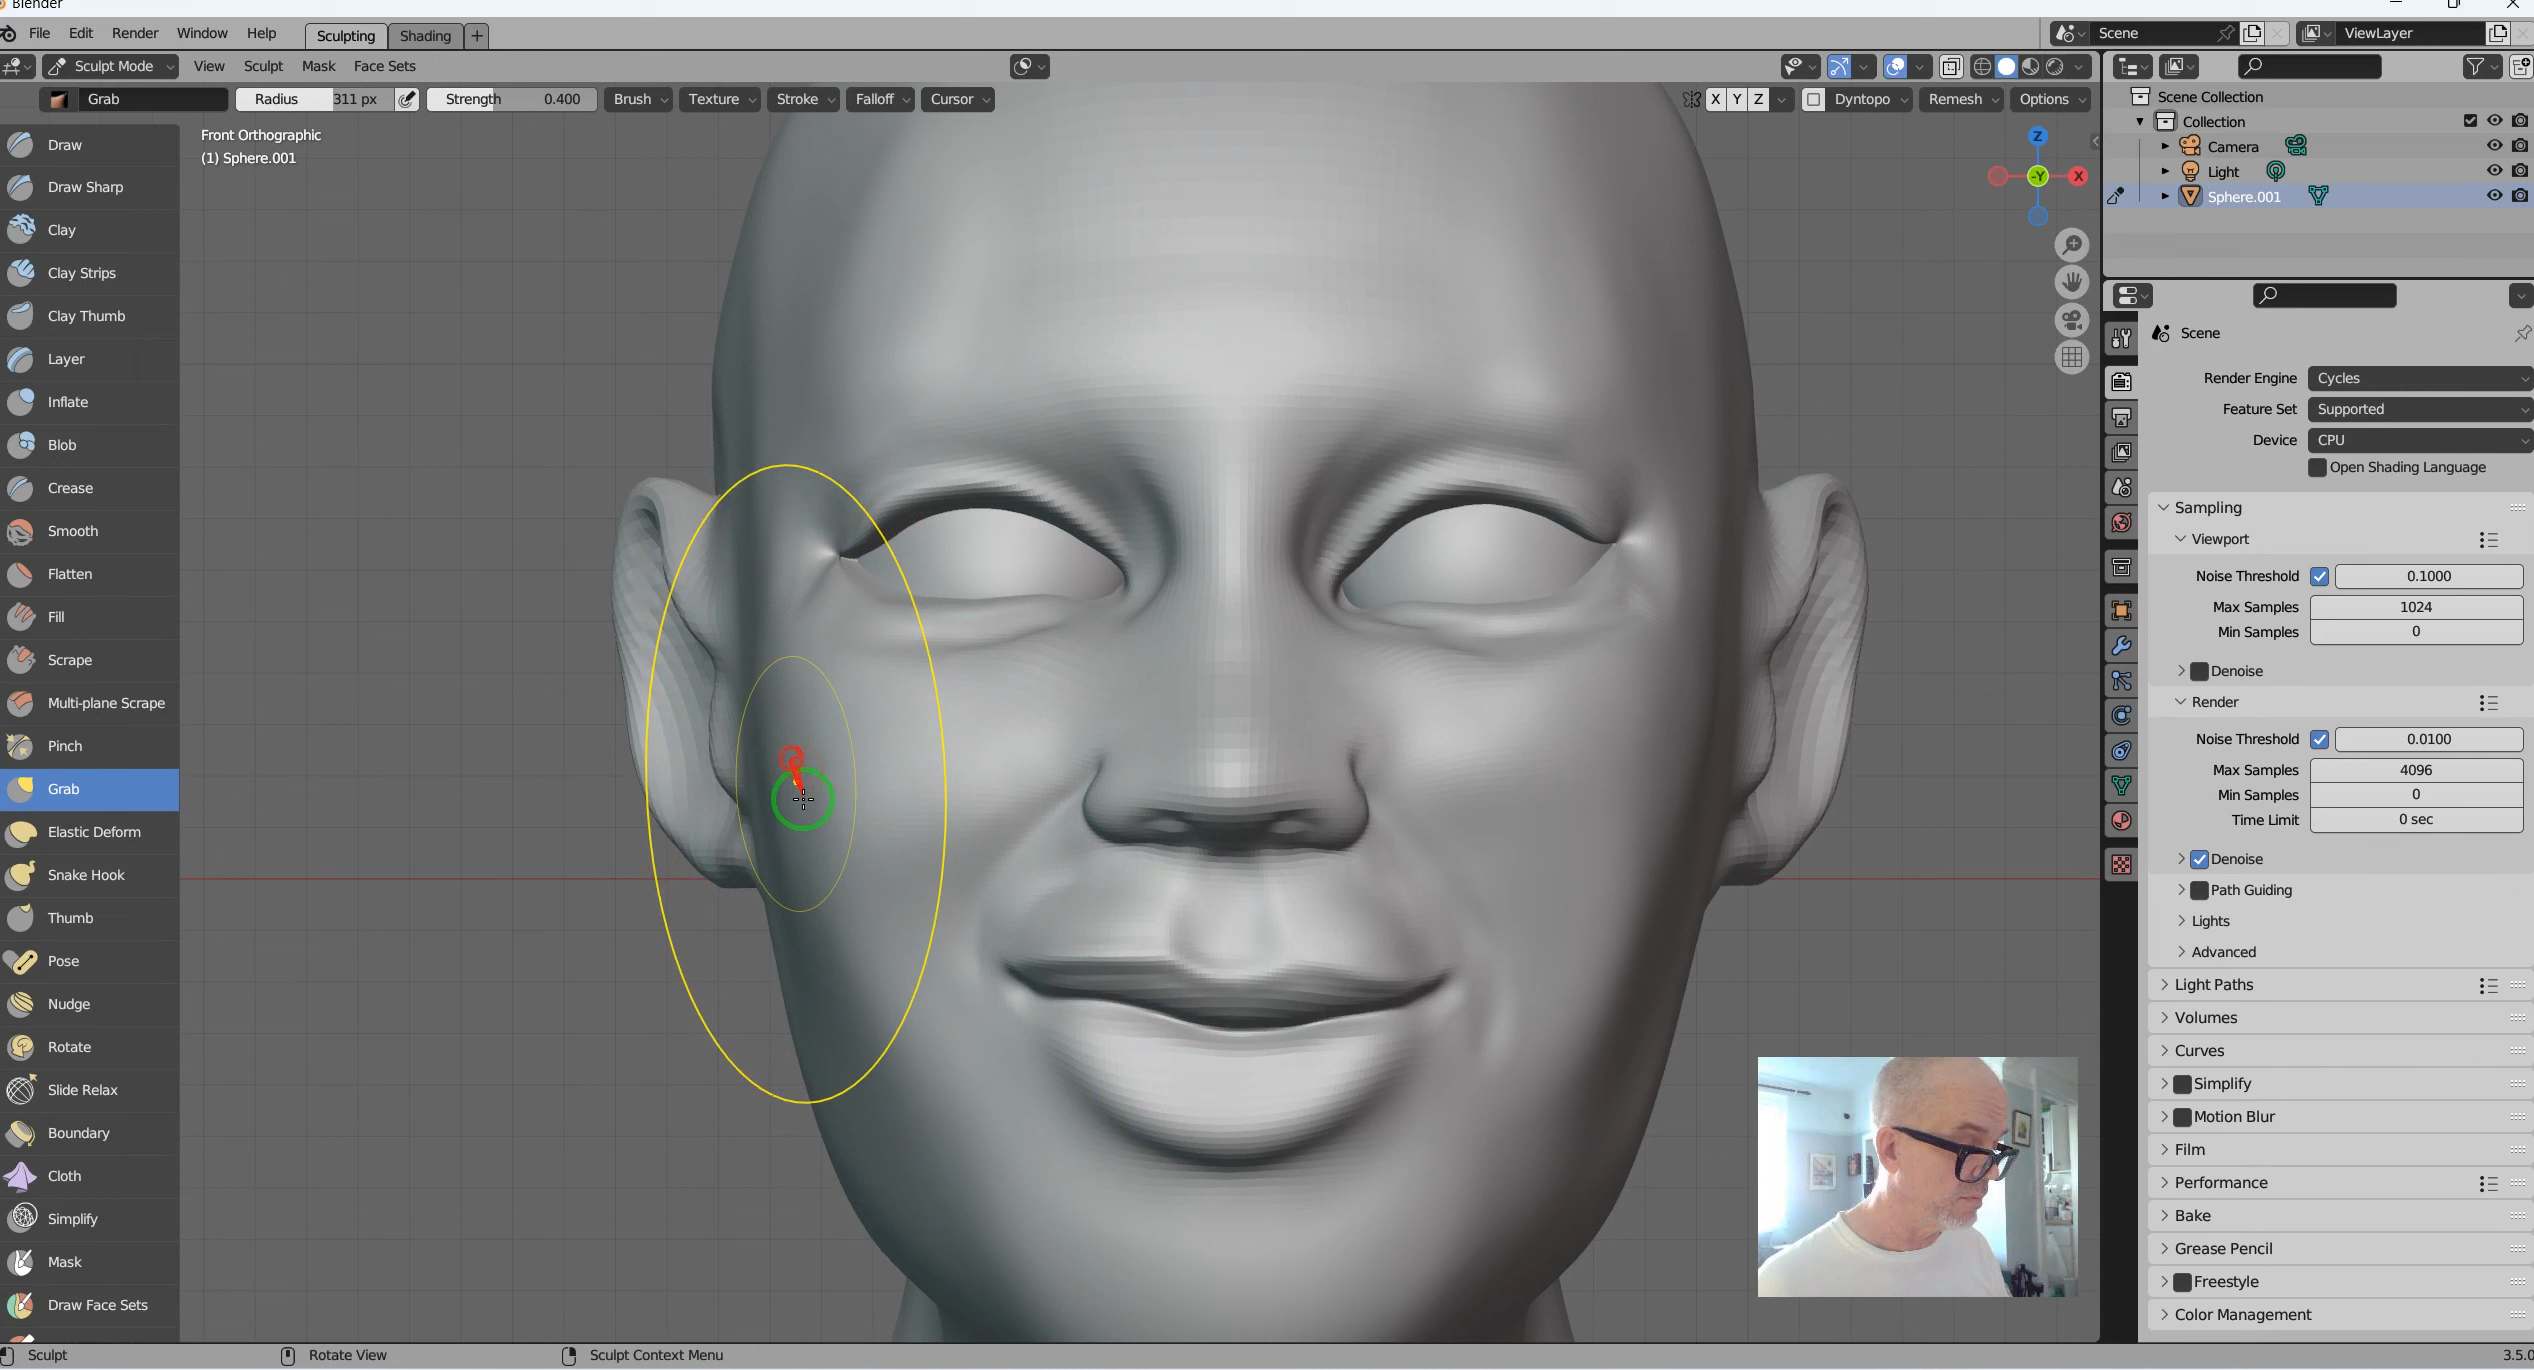 Blender
File Edit Render Window Help Sculpting Shading + Scene ViewLayer
Sculpt Mode View Sculpt Mask Face Sets
Grab Radius 311 px Strength 0.400 Brush Texture Stroke Falloff Cursor X Y Z Dyntopo Remesh Options
Front Orthographic
(1) Sphere.001
Z
-Y X
Draw
Draw Sharp
Clay
Clay Strips
Clay Thumb
Layer
Inflate
Blob
Crease
Smooth
Flatten
Fill
Scrape
Multi-plane Scrape
Pinch
Grab
Elastic Deform
Snake Hook
Thumb
Pose
Nudge
Rotate
Slide Relax
Boundary
Cloth
Simplify
Mask
Draw Face Sets
Scene Collection
Collection
Camera
Light
Sphere.001
Scene
Render Engine Cycles
Feature Set Supported
Device CPU
Open Shading Language
Sampling
Viewport
Noise Threshold 0.1000
Max Samples 1024
Min Samples 0
Denoise
Render
Noise Threshold 0.0100
Max Samples 4096
Min Samples 0
Time Limit 0 sec
Denoise
Path Guiding
Lights
Advanced
Light Paths
Volumes
Curves
Simplify
Motion Blur
Film
Performance
Bake
Grease Pencil
Freestyle
Color Management
Sculpt Rotate View Sculpt Context Menu 3.5.0